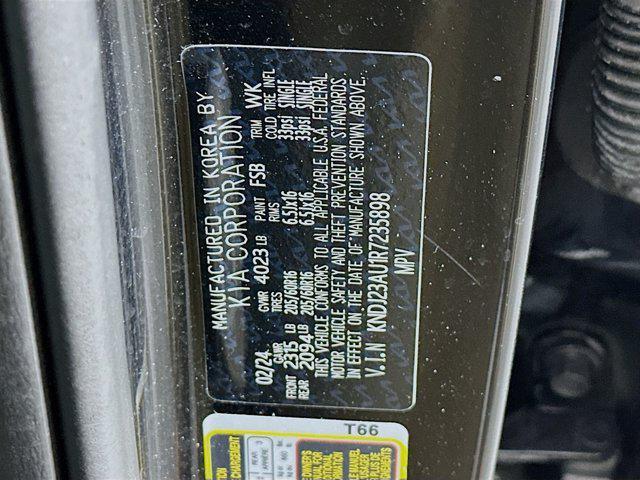 MANUFACTURED IN KOREA BY
KIA CORPORATION
02/24 GVWR 4023 LB PAINT FSB TRIM WK
GAWR TIRES RIMS COLD TIRE INFL
FRONT 2315 LB 205/60R16 6.5Jx16 33psi SINGLE
REAR 2094 LB 205/60R16 6.5Jx16 33psi SINGLE
THIS VEHICLE CONFORMS TO ALL APPLICABLE U.S.A. FEDERAL
MOTOR VEHICLE SAFETY AND THEFT PREVENTION STANDARDS
IN EFFECT ON THE DATE OF MANUFACTURE SHOWN ABOVE.
V.I.N KNDJ23AU1R7235898
MPV
T66
REAR 3
ARRIÈRE